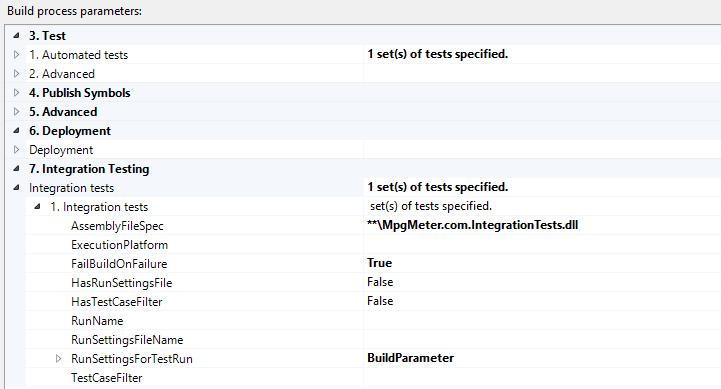 Build process parameters:
3. Test
1. Automated tests 1 set(s) of tests specified.
2. Advanced
4. Publish Symbols
5. Advanced
6. Deployment
Deployment
7. Integration Testing
Integration tests 1 set(s) of tests specified.
1. Integration tests set(s) of tests specified.
AssemblyFileSpec **\MpgMeter.com.IntegrationTests.dll
ExecutionPlatform
FailBuildOnFailure True
HasRunSettingsFile False
HasTestCaseFilter False
RunName
RunSettingsFileName
RunSettingsForTestRun BuildParameter
TestCaseFilter